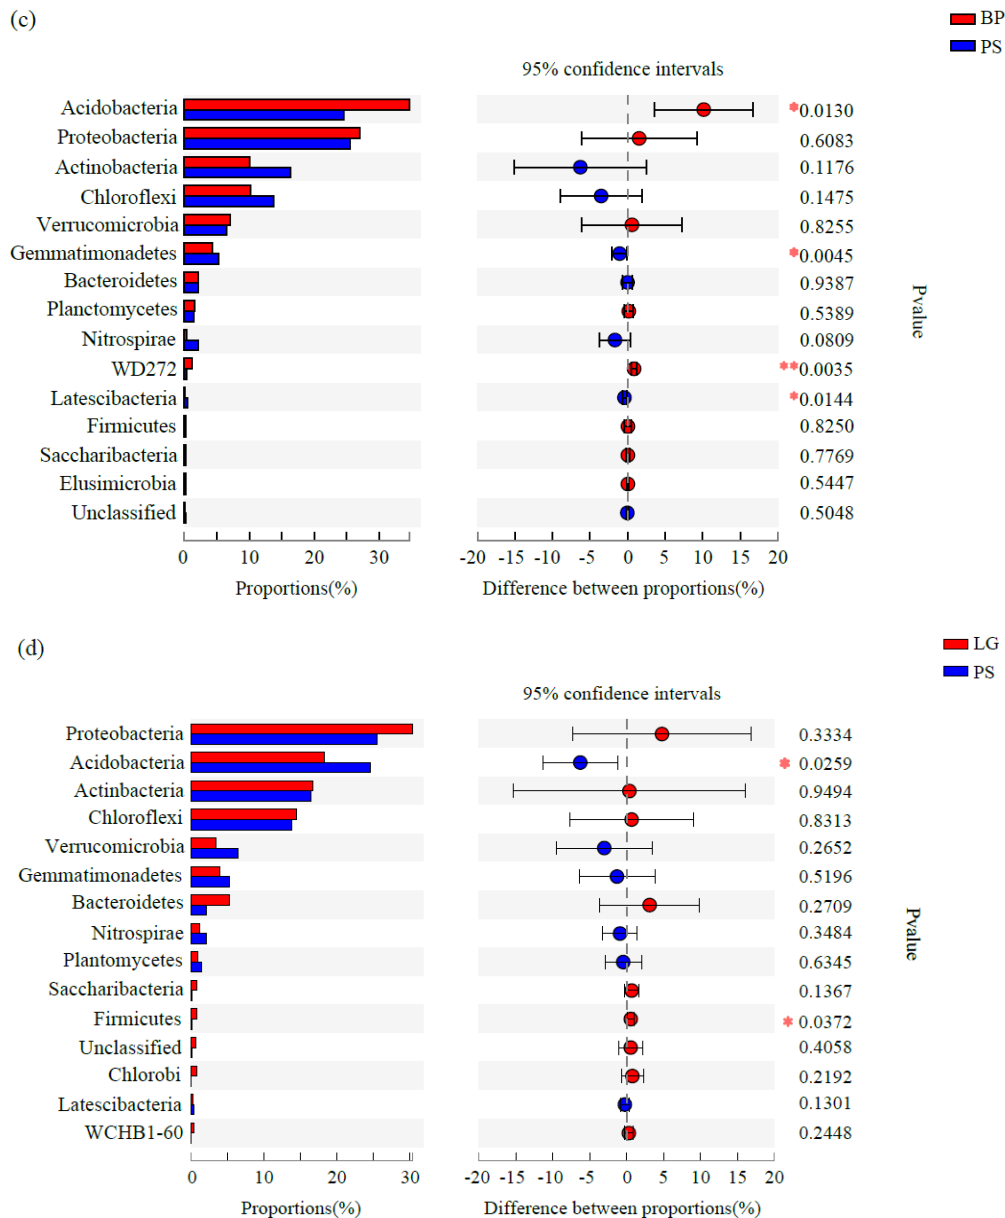 (c)
BP
PS
95% confidence intervals
Acidobacteria *0.0130
Proteobacteria 0.6083
Actinobacteria 0.1176
Chloroflexi 0.1475
Verrucomicrobia 0.8255
Gemmatimonadetes *0.0045
Bacteroidetes 0.9387
Planctomycetes 0.5389
Nitrospirae 0.0809
WD272 **0.0035
Latescibacteria *0.0144
Firmicutes 0.8250
Saccharibacteria 0.7769
Elusimicrobia 0.5447
Unclassified 0.5048
Pvalue
0 10 20 30 -20 -15 -10 -5 0 5 10 15 20
Proportions(%) Difference between proportions(%)
(d)
LG
PS
95% confidence intervals
Proteobacteria 0.3334
Acidobacteria * 0.0259
Actinbacteria 0.9494
Chloroflexi 0.8313
Verrucomicrobia 0.2652
Gemmatimonadetes 0.5196
Bacteroidetes 0.2709
Nitrospirae 0.3484
Plantomycetes 0.6345
Saccharibacteria 0.1367
Firmicutes * 0.0372
Unclassified 0.4058
Chlorobi 0.2192
Latescibacteria 0.1301
WCHB1-60 0.2448
Pvalue
0 10 20 30 -20 -15 -10 -5 0 5 10 15 20
Proportions(%) Difference between proportions(%)